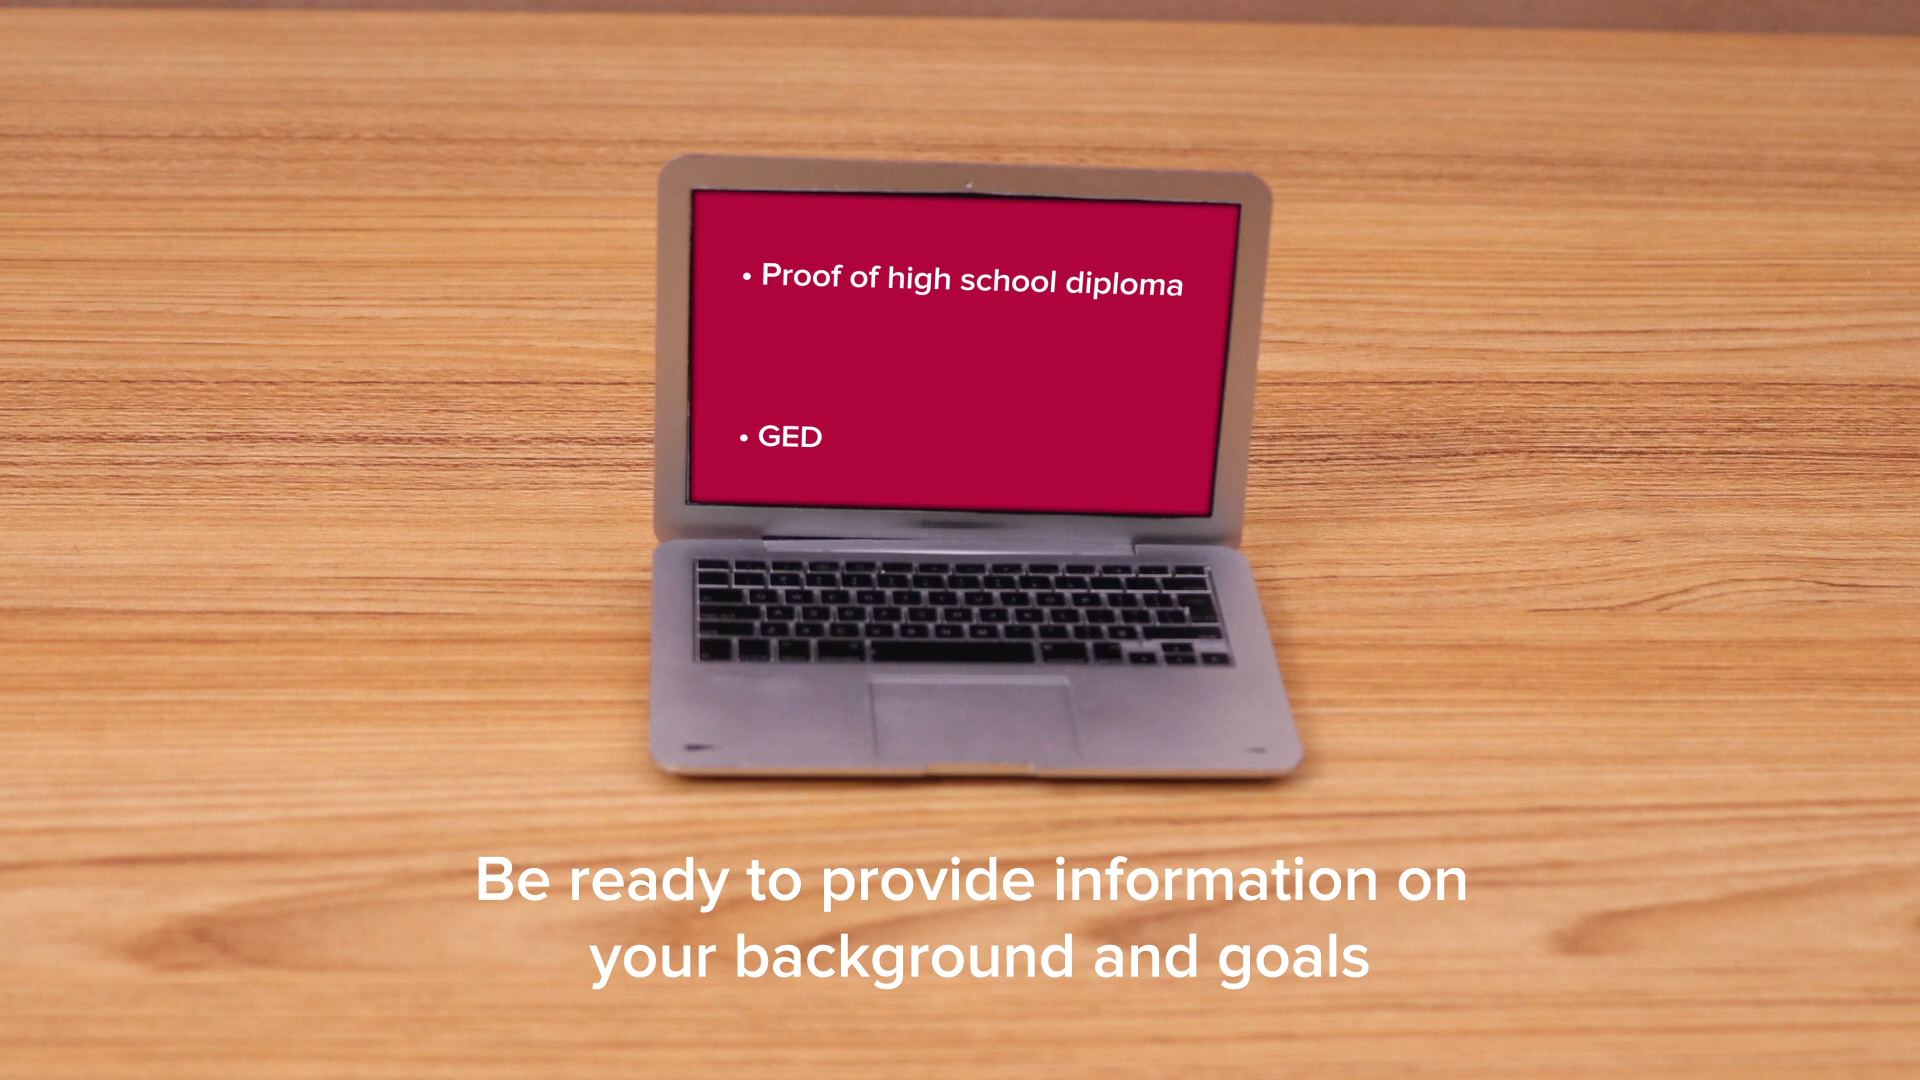 • Proof of high school diploma
• GED
Be ready to provide information on
your background and goals